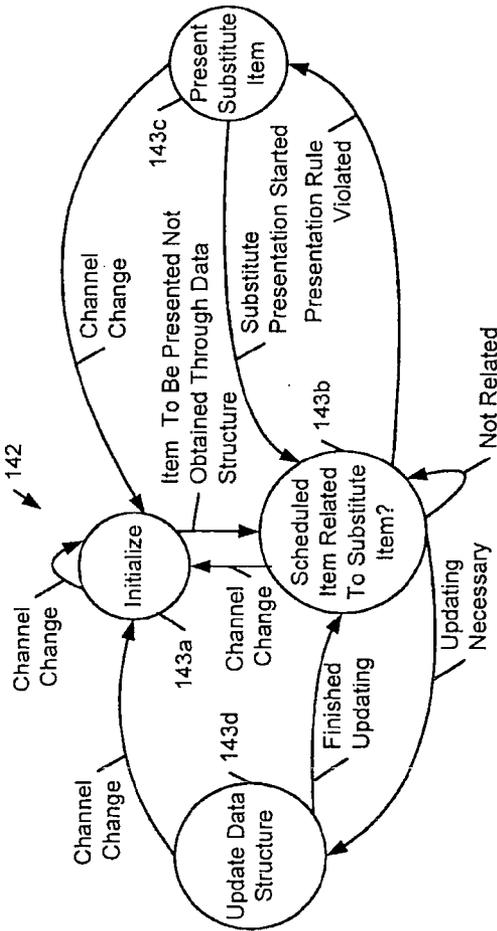 142
Channel
Change
Channel
Change
Channel
Change
Initialize
143a
Item To Be Presented Not
Obtained Through Data
Structure
Channel
Change
143c
Present
Substitute
Item
Substitute
Presentation Started
Presentation Rule
Violated
143d
Update Data
Structure
Finished
Updating
143b
Scheduled
Item Related
To Substitute
Item?
Updating
Necessary
Not Related